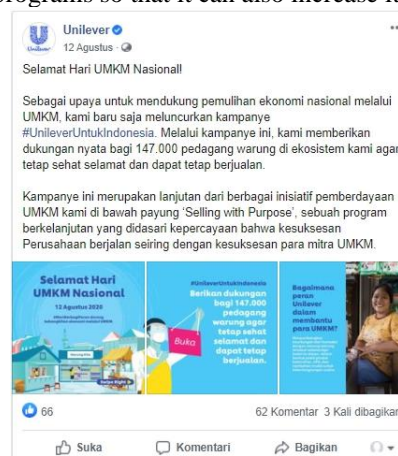 programs so that it can also increase
Unilever
12 Agustus ·
Selamat Hari UMKM Nasional!
Sebagai upaya untuk mendukung pemulihan ekonomi nasional melalui
UMKM, kami baru saja meluncurkan kampanye
#UnileverUntukIndonesia. Melalui kampanye ini, kami memberikan
dukungan nyata bagi 147.000 pedagang warung di ekosistem kami agar
tetap sehat selamat dan dapat tetap berjualan.
Kampanye ini merupakan lanjutan dari berbagai inisiatif pemberdayaan
UMKM kami di bawah payung 'Selling with Purpose', sebuah program
berkelanjutan yang didasari kepercayaan bahwa kesuksesan
Perusahaan berjalan seiring dengan kesuksesan para mitra UMKM.
Selamat Hari
UMKM Nasional
12 Agustus 2020
Swipe Right
#UnileverUntukIndonesia
Berikan dukungan
bagi 147.000
pedagang
warung agar
tetap sehat
selamat dan
dapat tetap
berjualan.
Buka
Bagaimana
peran
Unilever
dalam
membantu
para UMKM?
66
62 Komentar 3 Kali dibagikan
Suka
Komentari
Bagikan